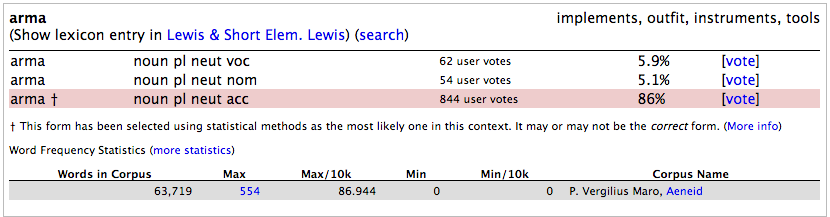 arma implements, outfit, instruments, tools
(Show lexicon entry in Lewis & Short Elem. Lewis) (search)
arma noun pl neut voc 62 user votes 5.9% [vote]
arma noun pl neut nom 54 user votes 5.1% [vote]
arma † noun pl neut acc 844 user votes 86% [vote]
† This form has been selected using statistical methods as the most likely one in this context. It may or may not be the correct form. (More info)
Word Frequency Statistics (more statistics)
Words in Corpus Max Max/10k Min Min/10k Corpus Name
63,719 554 86.944 0 0 P. Vergilius Maro, Aeneid